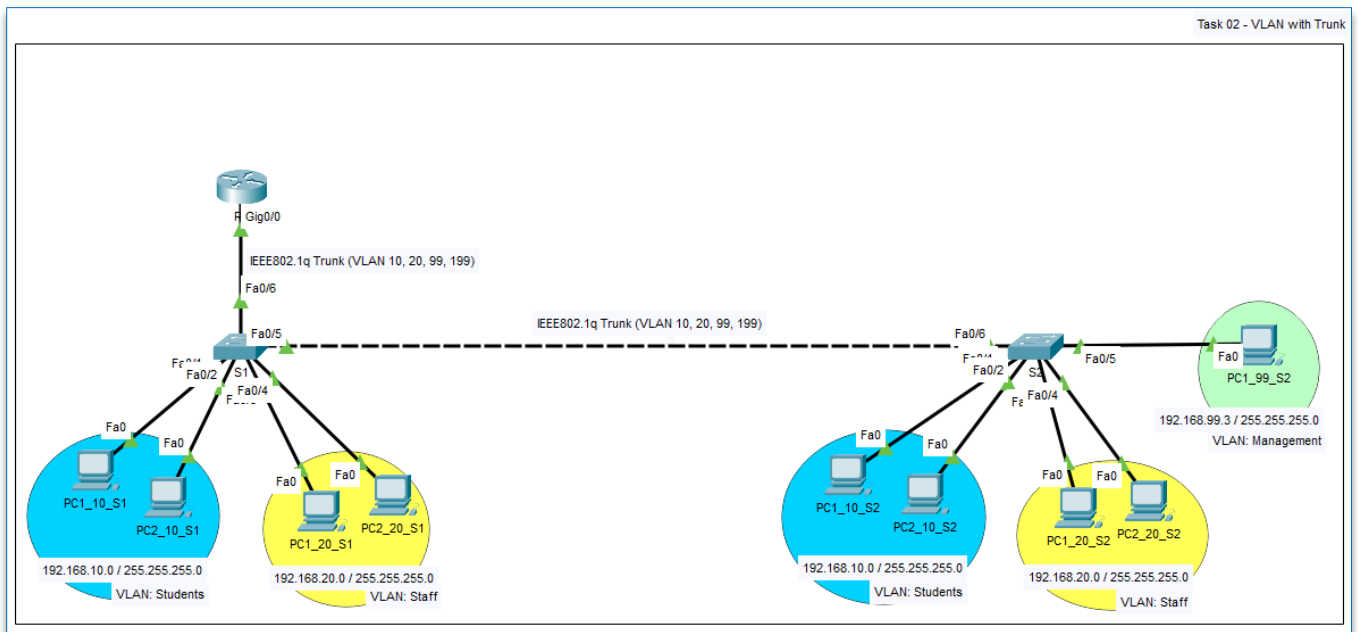 Task 02 - VLAN with Trunk
Gig0/0
IEEE802.1q Trunk (VLAN 10, 20, 99, 199)
Fa0/6
IEEE802.1q Trunk (VLAN 10, 20, 99, 199)
Fa0/5
Fa0/6
S1
Fa0/2
Fa0/4
S2
Fa0/2
Fa0/4
Fa0/5
Fa0
PC1_99_S2
192.168.99.3 / 255.255.255.0
VLAN: Management
Fa0
Fa0
Fa0
Fa0
PC1_10_S1
PC2_10_S1
PC1_20_S1
PC2_20_S1
192.168.10.0 / 255.255.255.0
VLAN: Students
192.168.20.0 / 255.255.255.0
VLAN: Staff
Fa0
Fa0
Fa0
Fa0
PC1_10_S2
PC2_10_S2
PC1_20_S2
PC2_20_S2
192.168.10.0 / 255.255.255.0
VLAN: Students
192.168.20.0 / 255.255.255.0
VLAN: Staff